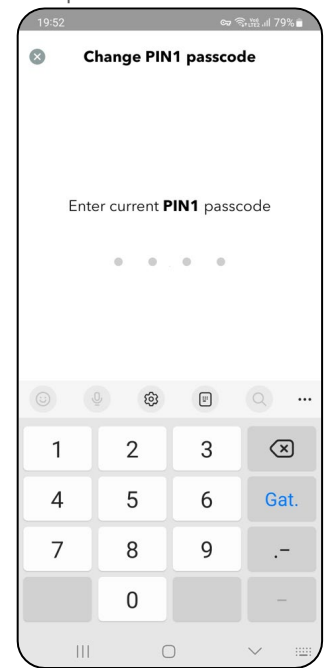 19:52 79%
Change PIN1 passcode
Enter current PIN1 passcode
1 2 3
4 5 6 Gat.
7 8 9 .-
0 -